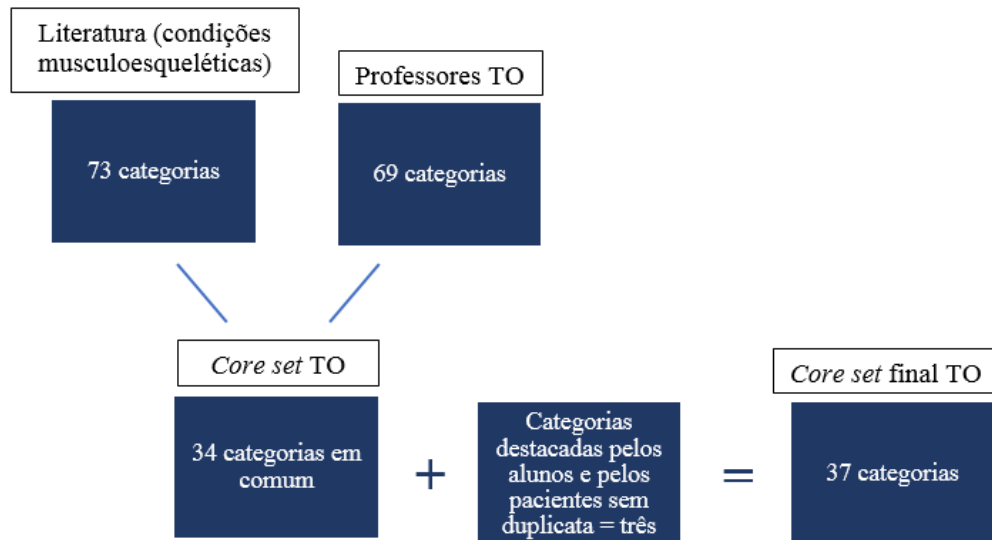 Literatura (condições
musculoesqueléticas)
Professores TO
73 categorias
69 categorias
Core set TO
Core set final TO
34 categorias em
comum
+
Categorias
destacadas pelos
alunos e pelos
pacientes sem
duplicata = três
=
37 categorias